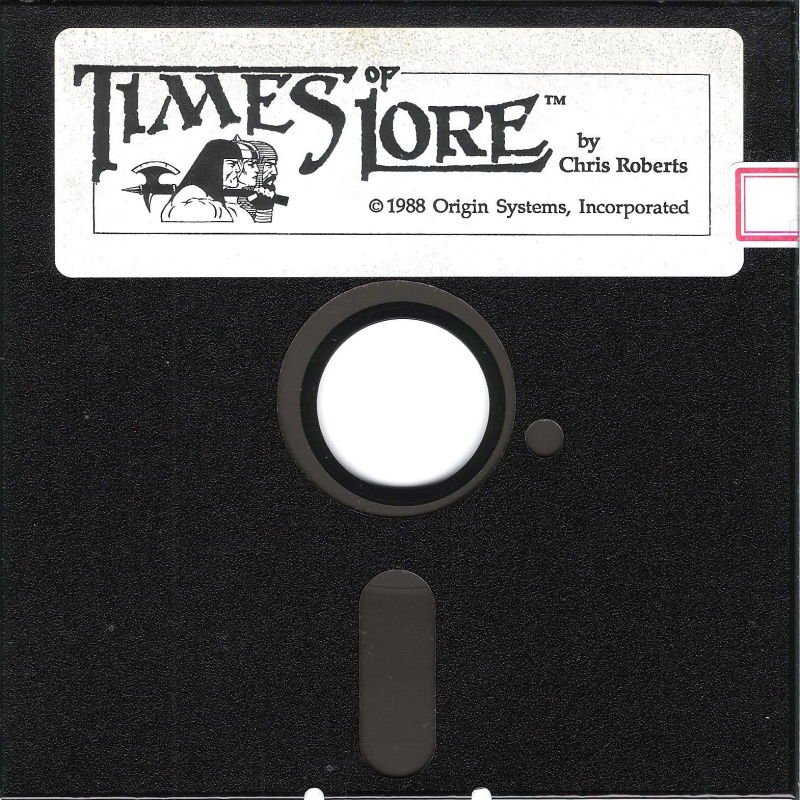 TIMES OF LORE™
by
Chris Roberts
©1988 Origin Systems, Incorporated